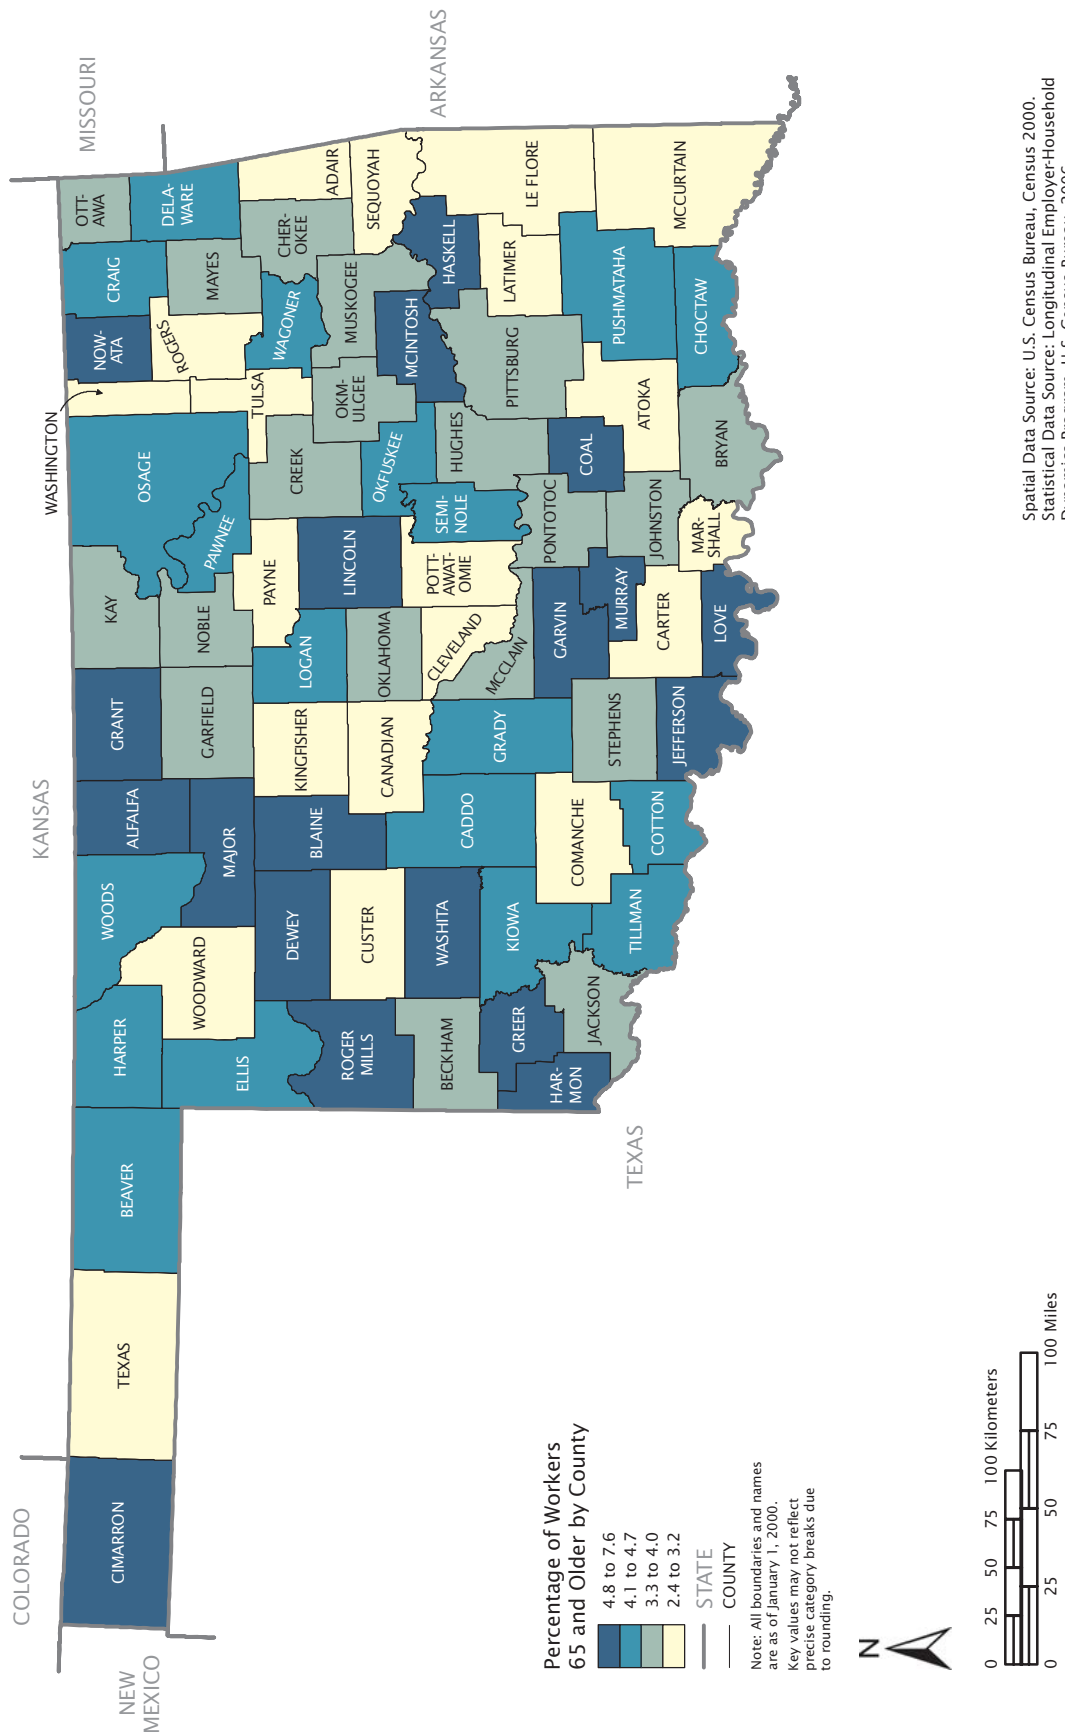 COLORADO
KANSAS
MISSOURI
NEW
MEXICO
ARKANSAS
TEXAS
WASHINGTON
CIMARRON
TEXAS
BEAVER
HARPER
WOODS
ALFALFA
GRANT
KAY
OSAGE
NOW-
ATA
CRAIG
OTT-
AWA
ELLIS
WOODWARD
MAJOR
GARFIELD
NOBLE
PAWNEE
ROGERS
MAYES
DELA-
WARE
ROGER
MILLS
DEWEY
BLAINE
KINGFISHER
LOGAN
PAYNE
CREEK
TULSA
WAGONER
CHER-
OKEE
ADAIR
CUSTER
CANADIAN
OKLAHOMA
LINCOLN
OKFUSKEE
OKM-
ULGEE
MUSKOGEE
SEQUOYAH
BECKHAM
WASHITA
CADDO
GRADY
CLEVELAND
MCCLAIN
POTT-
AWAT-
OMIE
SEMI-
NOLE
HUGHES
MCINTOSH
HASKELL
GREER
KIOWA
HAR-
MON
JACKSON
COMANCHE
STEPHENS
GARVIN
PONTOTOC
PITTSBURG
LATIMER
LE FLORE
TILLMAN
COTTON
JEFFERSON
MURRAY
CARTER
LOVE
JOHNSTON
MAR-
SHALL
COAL
ATOKA
BRYAN
PUSHMATAHA
CHOCTAW
MCCURTAIN
Percentage of Workers
65 and Older by County
4.8 to 7.6
4.1 to 4.7
3.3 to 4.0
2.4 to 3.2
STATE
COUNTY
Note: All boundaries and names
are as of January 1, 2000.
Key values may not reflect
precise category breaks due
to rounding.
N
0 25 50 75 100 Kilometers
0 25 50 75 100 Miles
Spatial Data Source: U.S. Census Bureau, Census 2000.
Statistical Data Source: Longitudinal Employer-Household